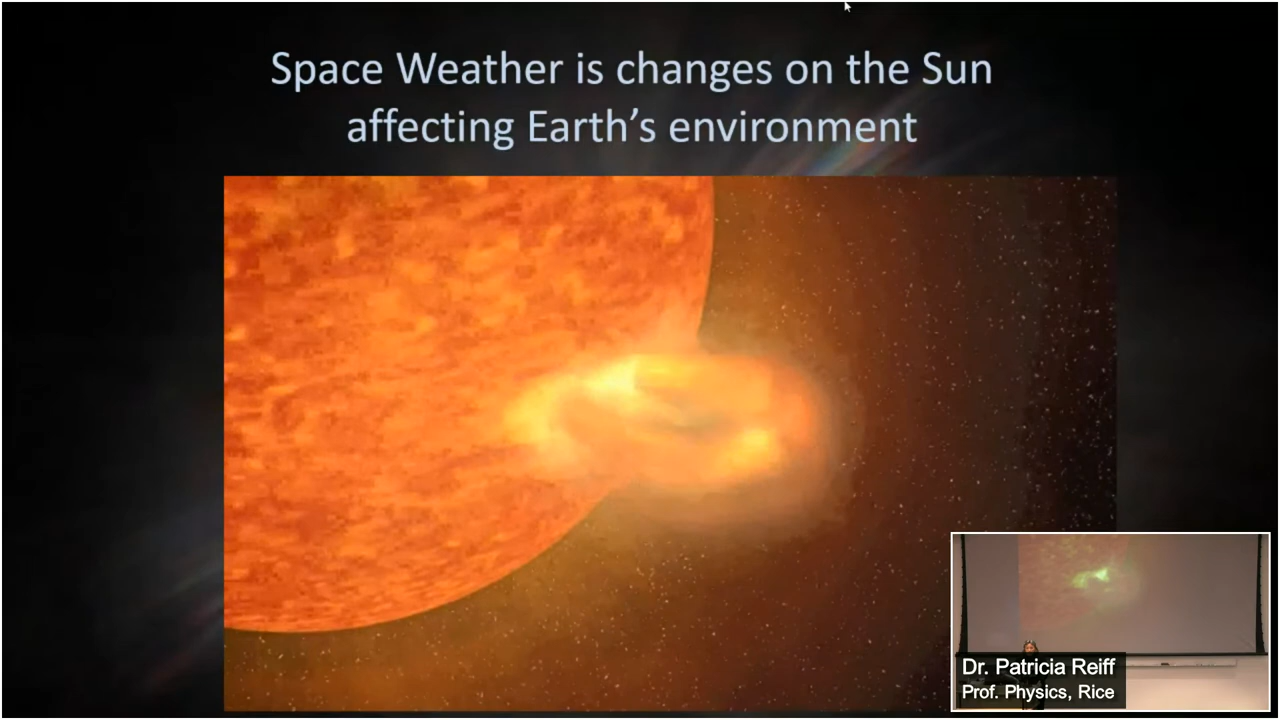 Space Weather is changes on the Sun
affecting Earth's environment
Dr. Patricia Reiff
Prof. Physics, Rice